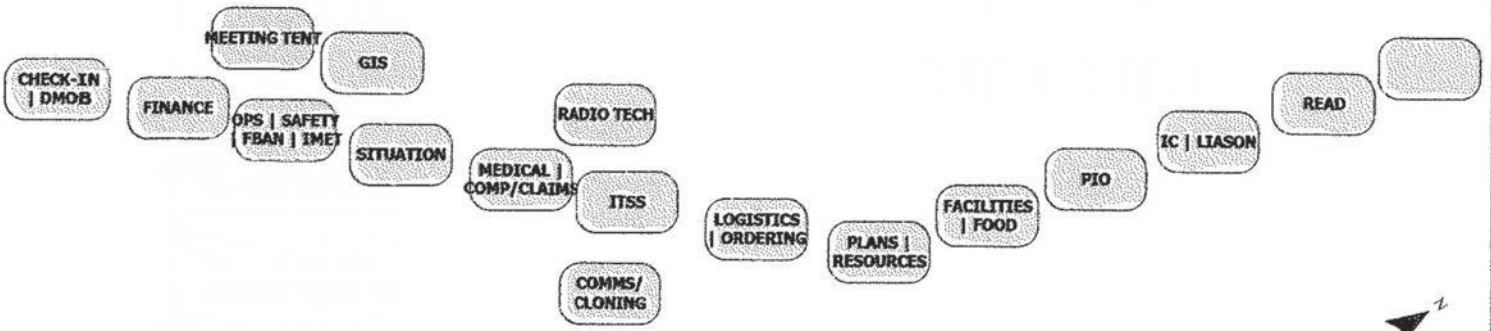 MEETING TENT
GIS
CHECK-IN
| DMOB
FINANCE
OPS | SAFETY
| FBAN | IMET
SITUATION
RADIO TECH
MEDICAL |
COMP/CLAIMS
ITSS
COMMS/
CLONING
LOGISTICS
| ORDERING
PLANS |
RESOURCES
FACILITIES
| FOOD
PIO
IC | LIASON
READ
N